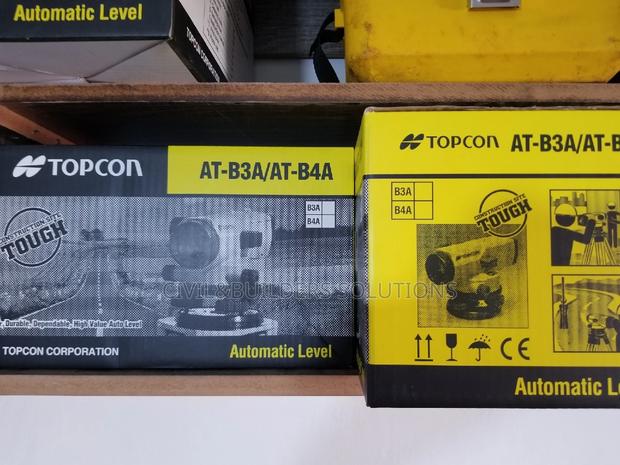 Automatic Level
TOPCON CORPORATION
TOPCON
AT-B3A/AT-B4A
B3A
B4A
CONSTRUCTION SITE
TOUGH
Durable, Dependable, High Value Auto Level
TOPCON CORPORATION
Automatic Level
TOPCON AT-B3A/AT-B
B3A
B4A
CONSTRUCTION SITE
TOUGH
CE
Automatic L
CIVIL&BUILDERS SOLUTIONS